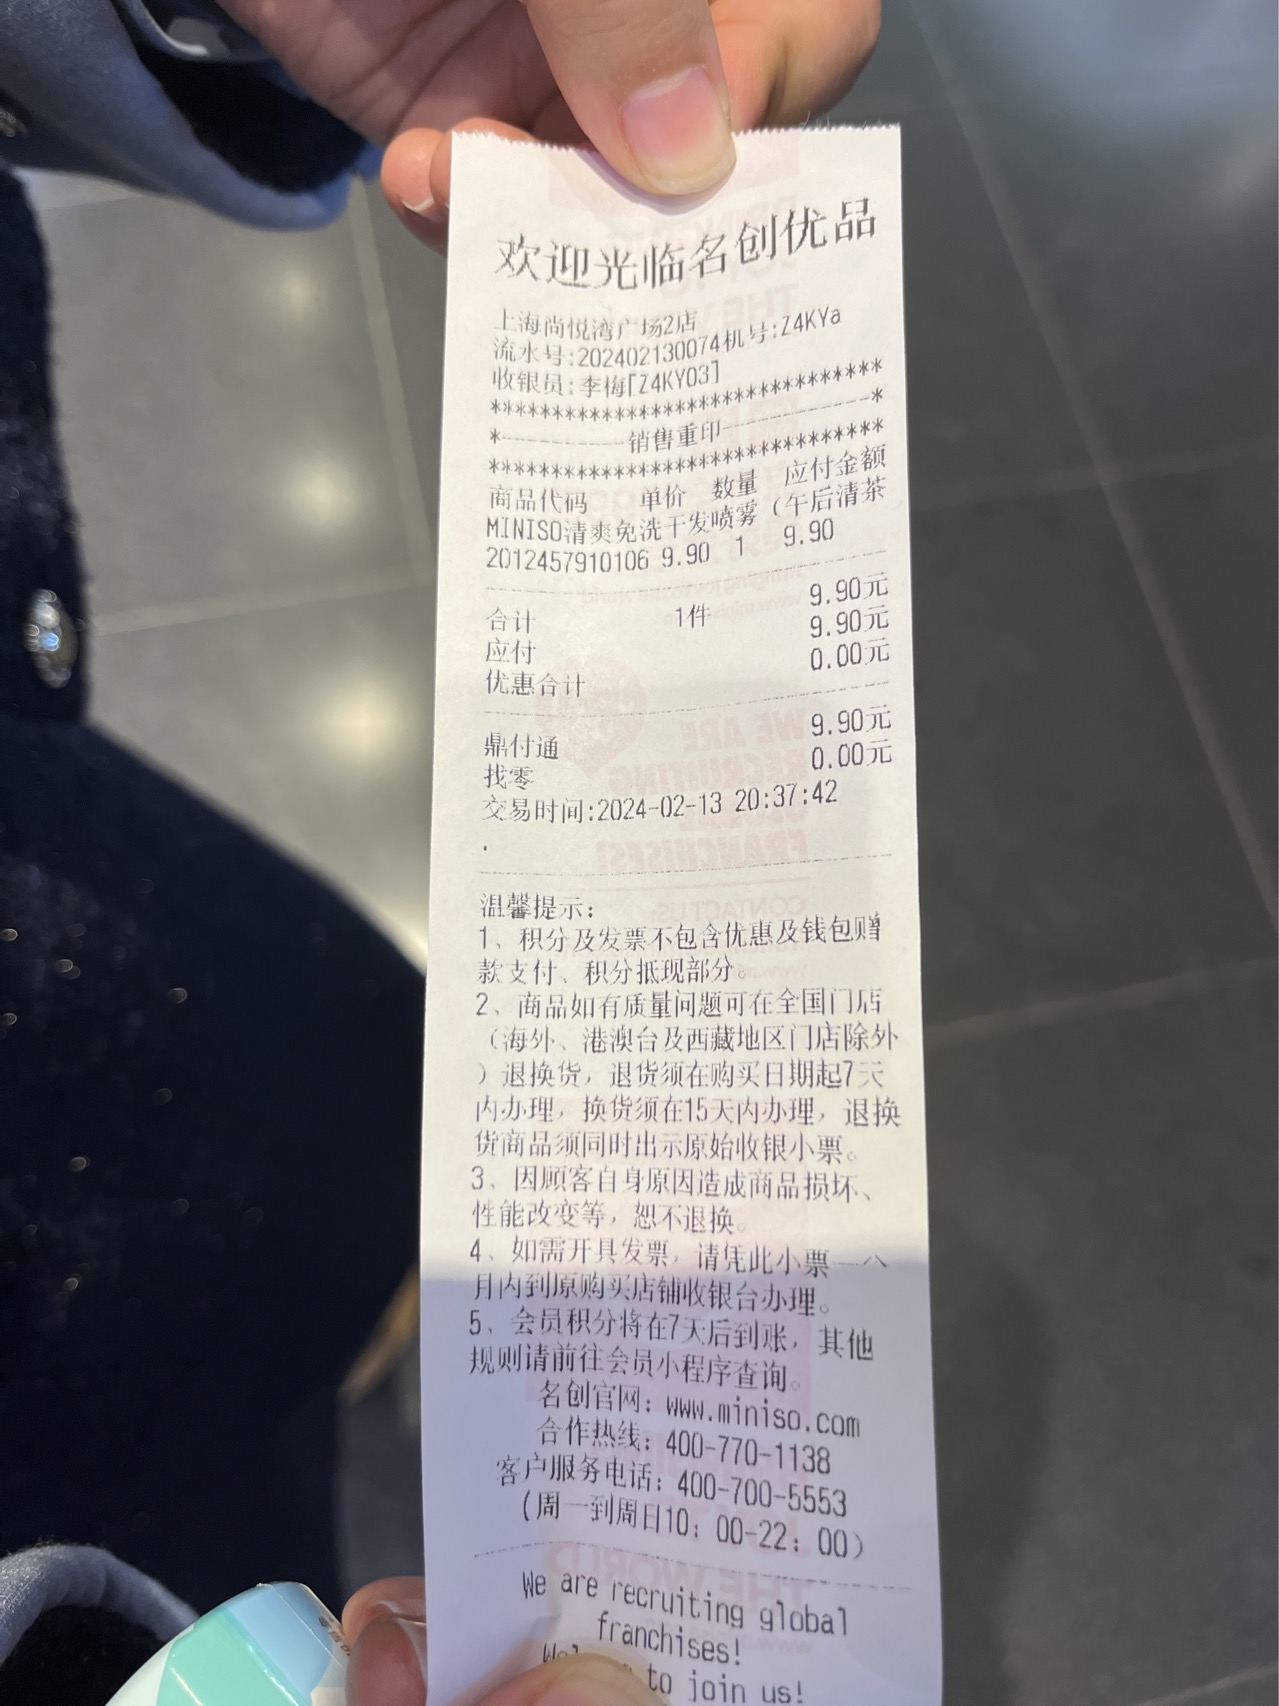 欢迎光临名创优品
上海尚悦湾广场2店
流水号:202402130074机号:Z4KYa
收银员:李梅[Z4KY03]
********************************
*------------销售重印---------------*
********************************
商品代码 单价 数量 应付金额
MINISO清爽免洗干发喷雾（午后清茶
2012457910106 9.90 1 9.90
合计 1件 9.90元
应付 9.90元
优惠合计 0.00元
鼎付通 9.90元
找零 0.00元
交易时间:2024-02-13 20:37:42
.
温馨提示:
1、积分及发票不包含优惠及钱包赠
款支付、积分抵现部分。
2、商品如有质量问题可在全国门店
（海外、港澳台及西藏地区门店除外
）退换货，退货须在购买日期起7天
内办理，换货须在15天内办理，退换
货商品须同时出示原始收银小票。
3、因顾客自身原因造成商品损坏、
性能改变等，恕不退换。
4、如需开具发票，请凭此小票一个
月内到原购买店铺收银台办理。
5、会员积分将在7天后到账，其他
规则请前往会员小程序查询。
名创官网: www.miniso.com
合作热线: 400-770-1138
客户服务电话: 400-700-5553
(周一到周日10: 00-22: 00)
We are recruiting global
franchises!
to join us!